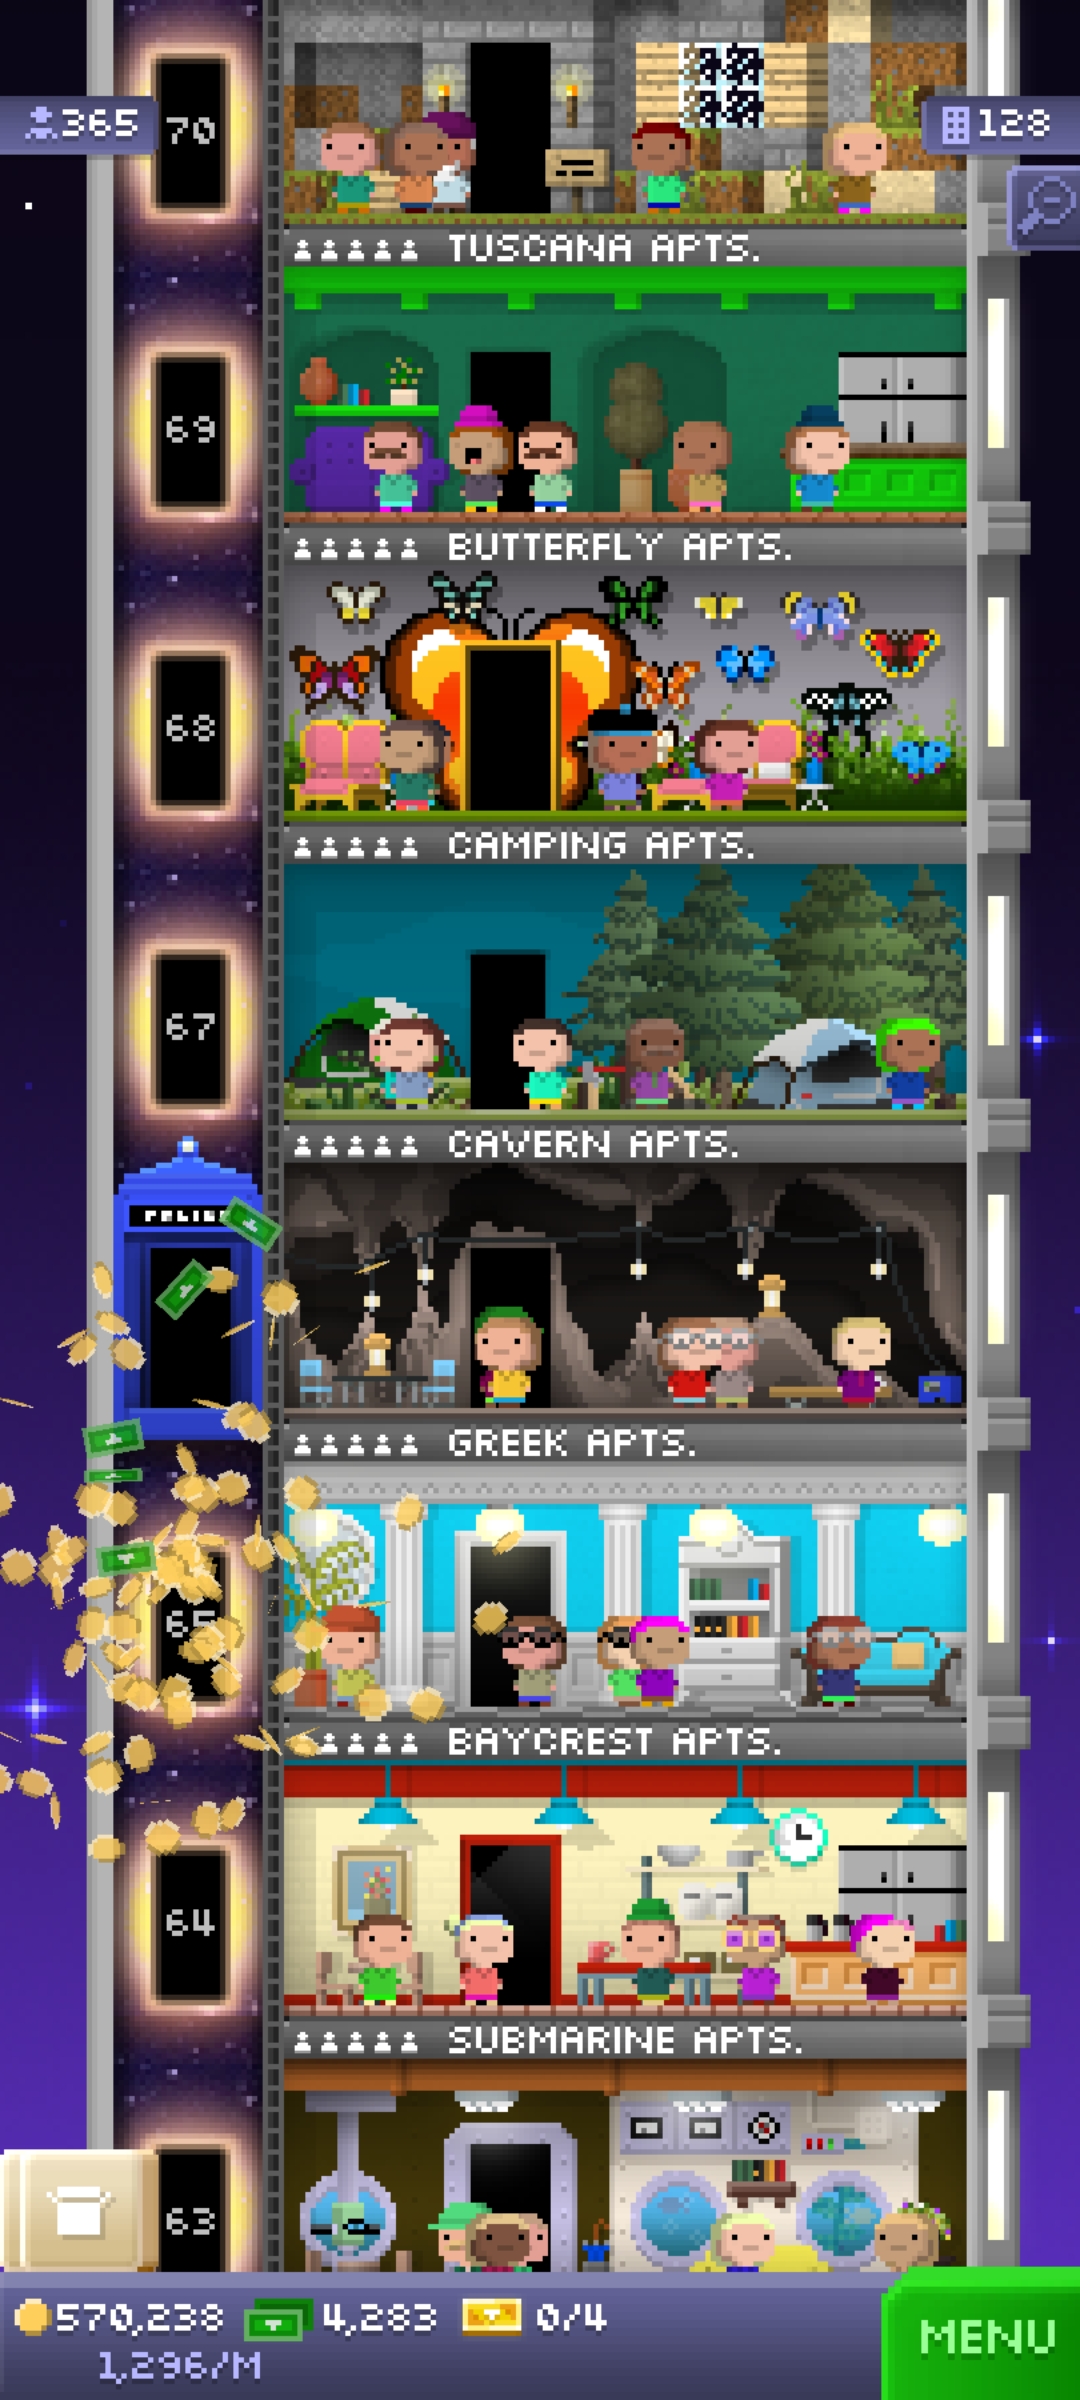 365
70
128
TUSCANA APTS.
69
BUTTERFLY APTS.
68
CAMPING APTS.
67
CAVERN APTS.
GREEK APTS.
65
BAYCREST APTS.
64
SUBMARINE APTS.
63
570,238 4,283 0/4
1,296/M
MENU